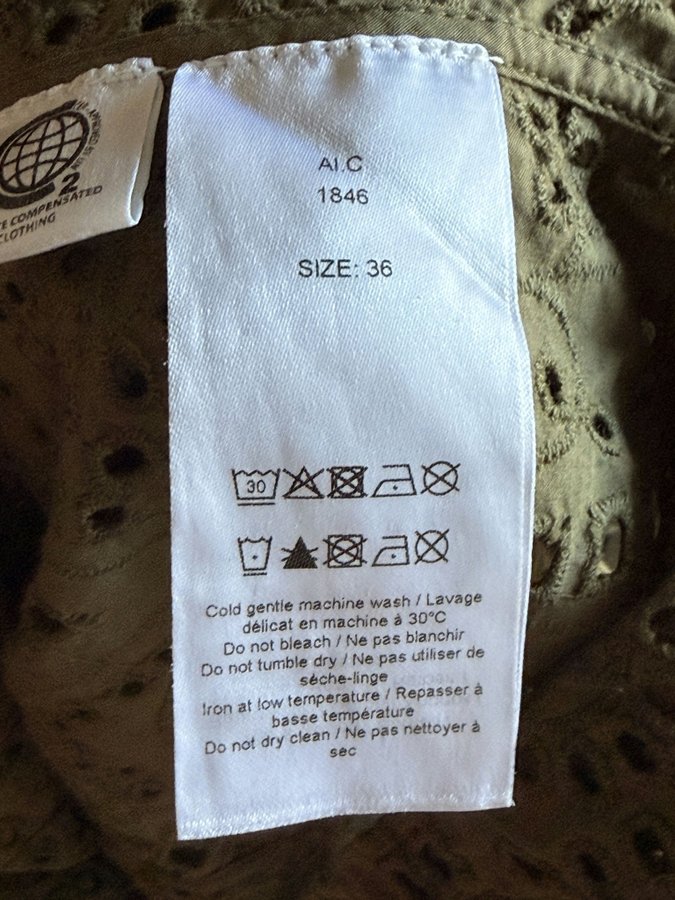 AI.C
1846
SIZE: 36
30
Cold gentle machine wash / Lavage
délicat en machine à 30°C
Do not bleach / Ne pas blanchir
Do not tumble dry / Ne pas utiliser de
sèche-linge
Iron at low temperature / Repasser à
basse température
Do not dry clean / Ne pas nettoyer à
sec
2
COMPENSATED
CLOTHING